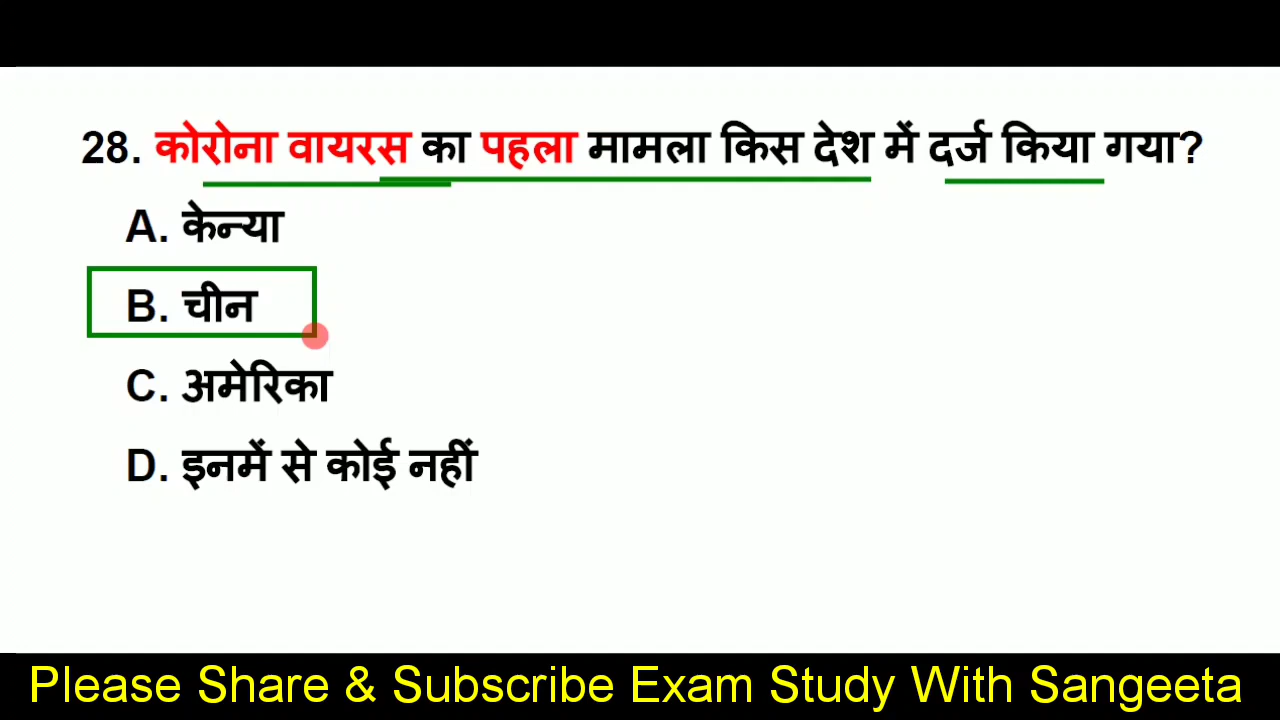 28. कोरोना वायरस का पहला मामला किस देश में दर्ज किया गया?
A. केन्या
B. चीन
C. अमेरिका
D. इनमें से कोई नहीं
Please Share & Subscribe Exam Study With Sangeeta